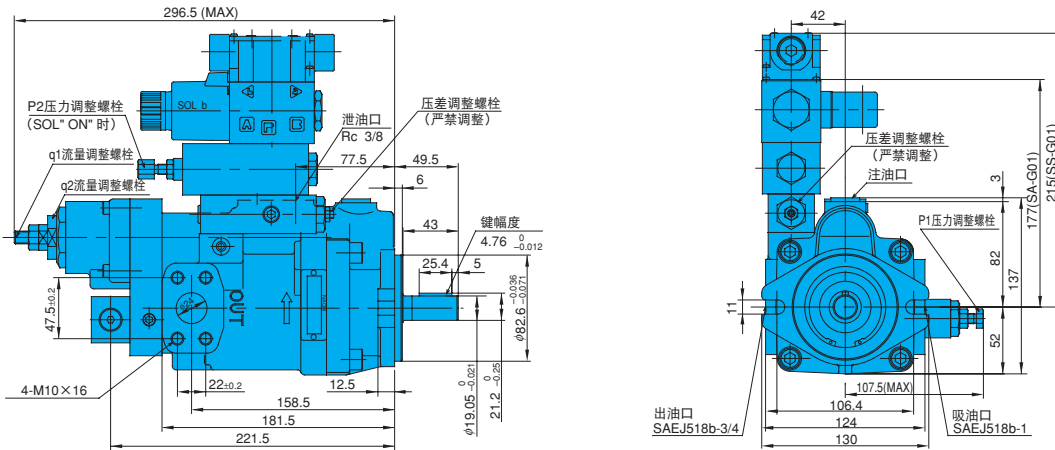 296.5 (MAX)
P2压力调整螺栓
(SOL" ON" 时)
q1流量调整螺栓
q2流量调整螺栓
SOL b
A P B
泄油口
Rc 3/8
压差调整螺栓
(严禁调整)
77.5
49.5
6
43
键幅度
4.76 0 -0.012
25.4
5
47.5±0.2
OUT
4-M10×16
22±0.2
12.5
158.5
181.5
221.5
φ82.6 -0.036 -0.071
φ19.05 0 -0.021
21.2 0 -0.25
42
压差调整螺栓
(严禁调整)
注油口
P1压力调整螺栓
3
82
137
177(SA-G01)
215(SS-G01)
11
52
107.5(MAX)
106.4
124
130
出油口
SAEJ518b-3/4
吸油口
SAEJ518b-1